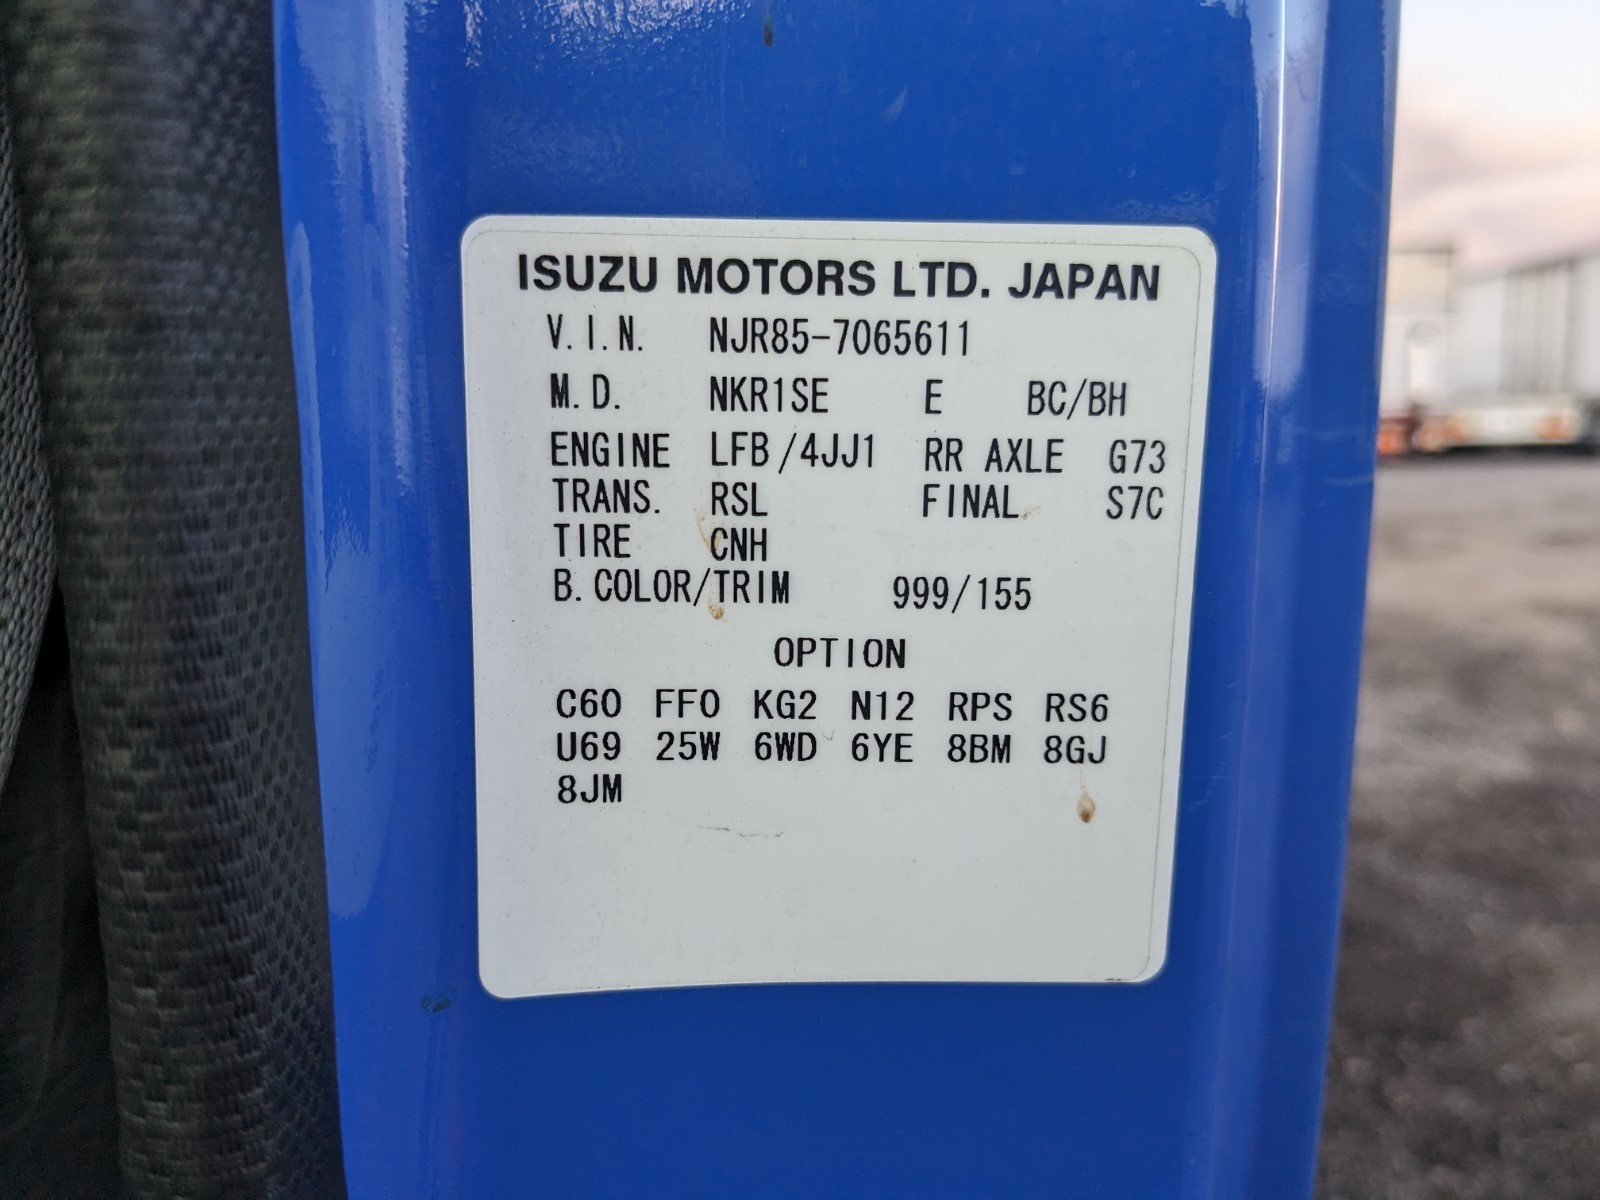 ISUZU MOTORS LTD. JAPAN
V.I.N. NJR85-7065611
M.D. NKR1SE E BC/BH
ENGINE LFB/4JJ1 RR AXLE G73
TRANS. RSL FINAL S7C
TIRE CNH
B.COLOR/TRIM 999/155
OPTION
C60 FF0 KG2 N12 RPS RS6
U69 25W 6WD 6YE 8BM 8GJ
8JM